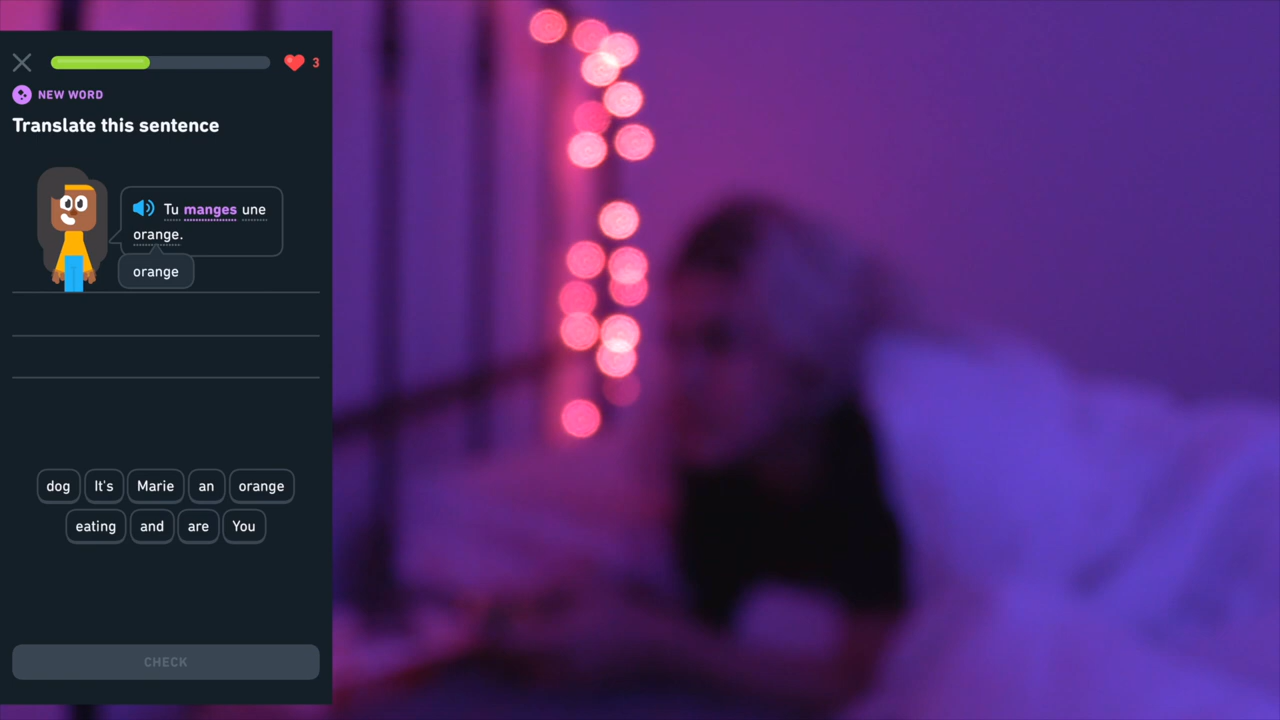 3
NEW WORD
Translate this sentence
Tu manges une
orange.
orange
dog It's Marie an orange
eating and are You
CHECK